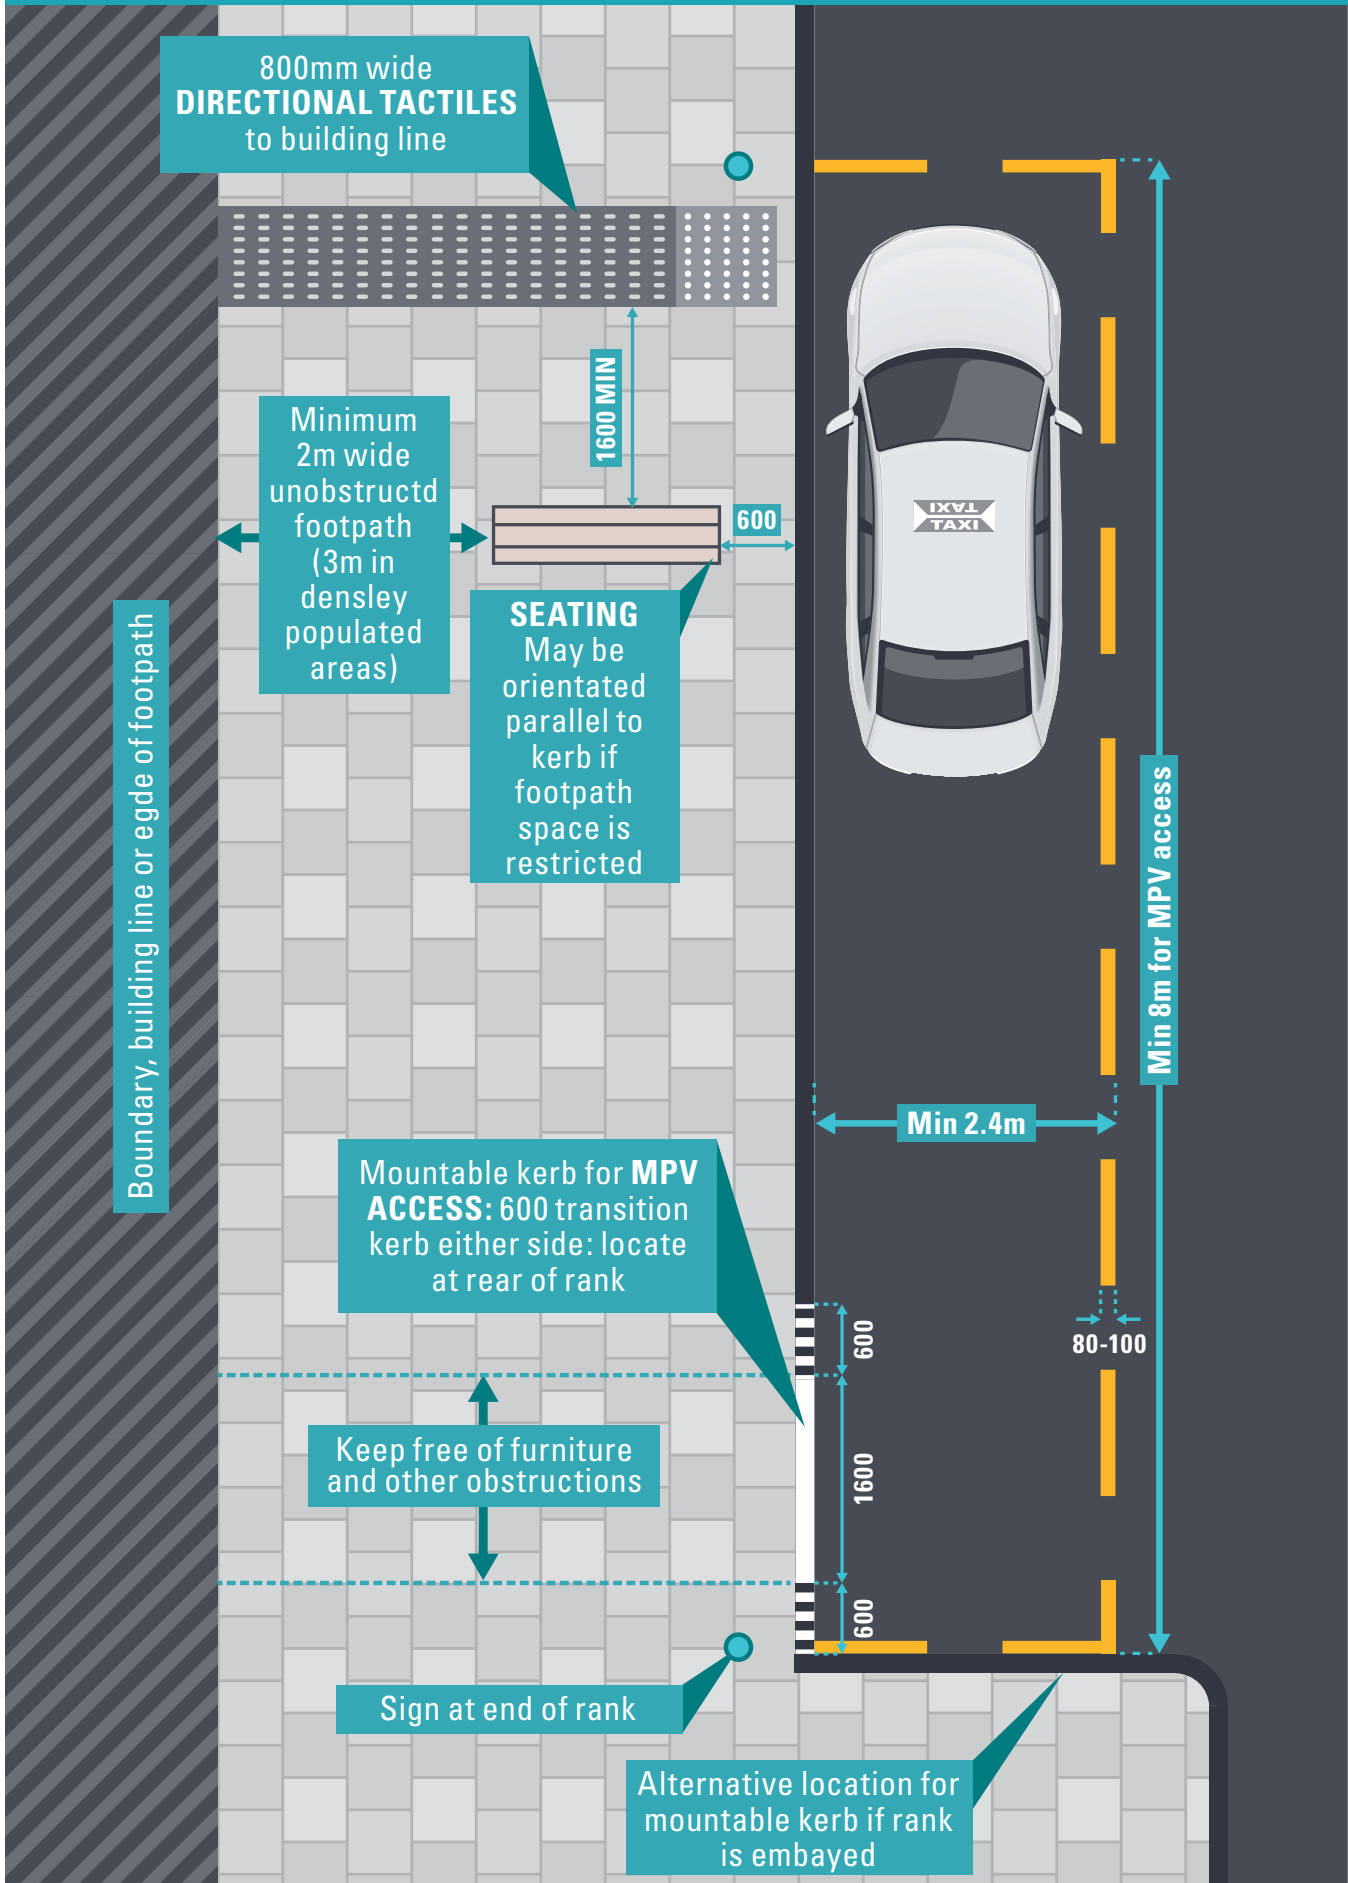 800mm wide
DIRECTIONAL TACTILES
to building line
1600 MIN
Minimum
2m wide
unobstructd
footpath
(3m in
densley
populated
areas)
600
TAXI
TAXI
SEATING
May be
orientated
parallel to
kerb if
footpath
space is
restricted
Boundary, building line or egde of footpath
Min 8m for MPV access
Min 2.4m
Mountable kerb for MPV
ACCESS: 600 transition
kerb either side: locate
at rear of rank
600
80-100
Keep free of furniture
and other obstructions
1600
600
Sign at end of rank
Alternative location for
mountable kerb if rank
is embayed